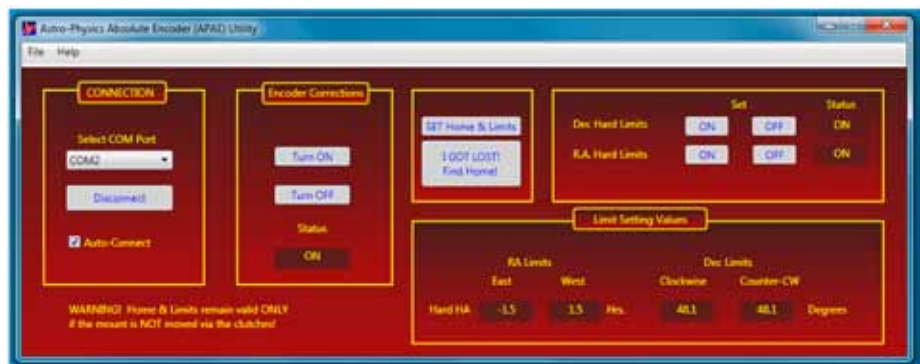 Astro-Physics Absolute Encoder (APAE) Utility
File Help
CONNECTION
Select COM Port
COM2
Disconnect
Auto-Connect
Encoder Corrections
Turn ON
Turn OFF
Status
ON
SET Home & Limits
I GOT LOST!
Find Home!
Set Status
Dec Hard Limits ON OFF ON
R.A. Hard Limits ON OFF ON
Limit Setting Values
RA Limits Dec Limits
East West Clockwise Counter-CW
Hard HA -1.5 1.5 Hrs. 48.1 48.1 Degrees
WARNING! Home & Limits remain valid ONLY
if the mount is NOT moved via the clutches!